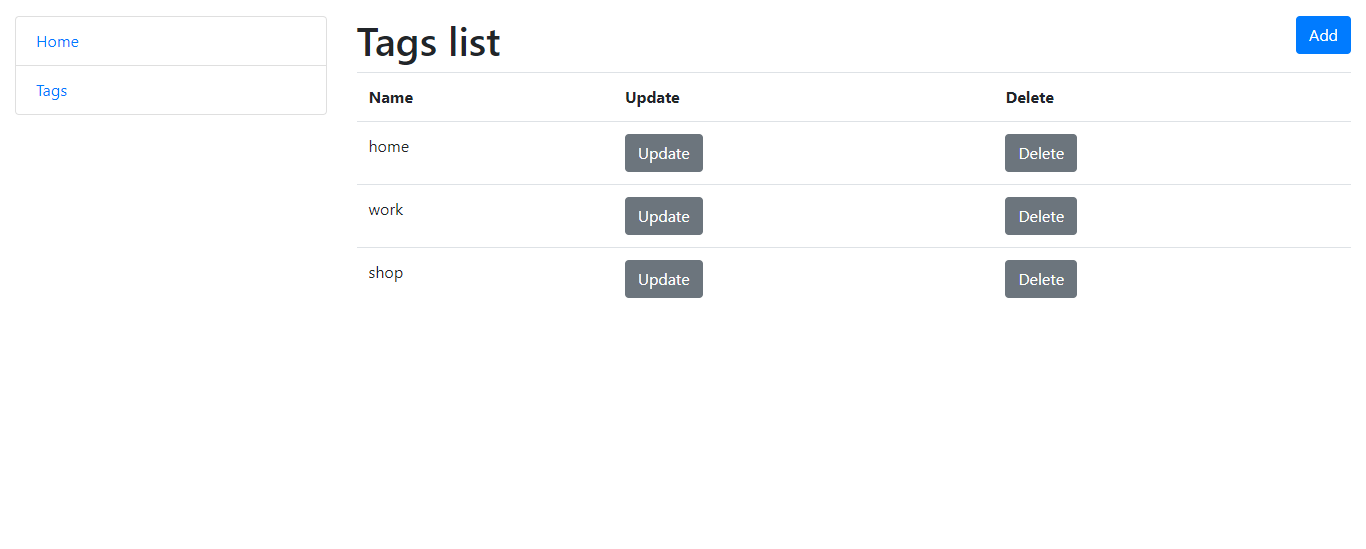 Home
Tags
Tags list
Add
Name Update Delete
home Update Delete
work Update Delete
shop Update Delete